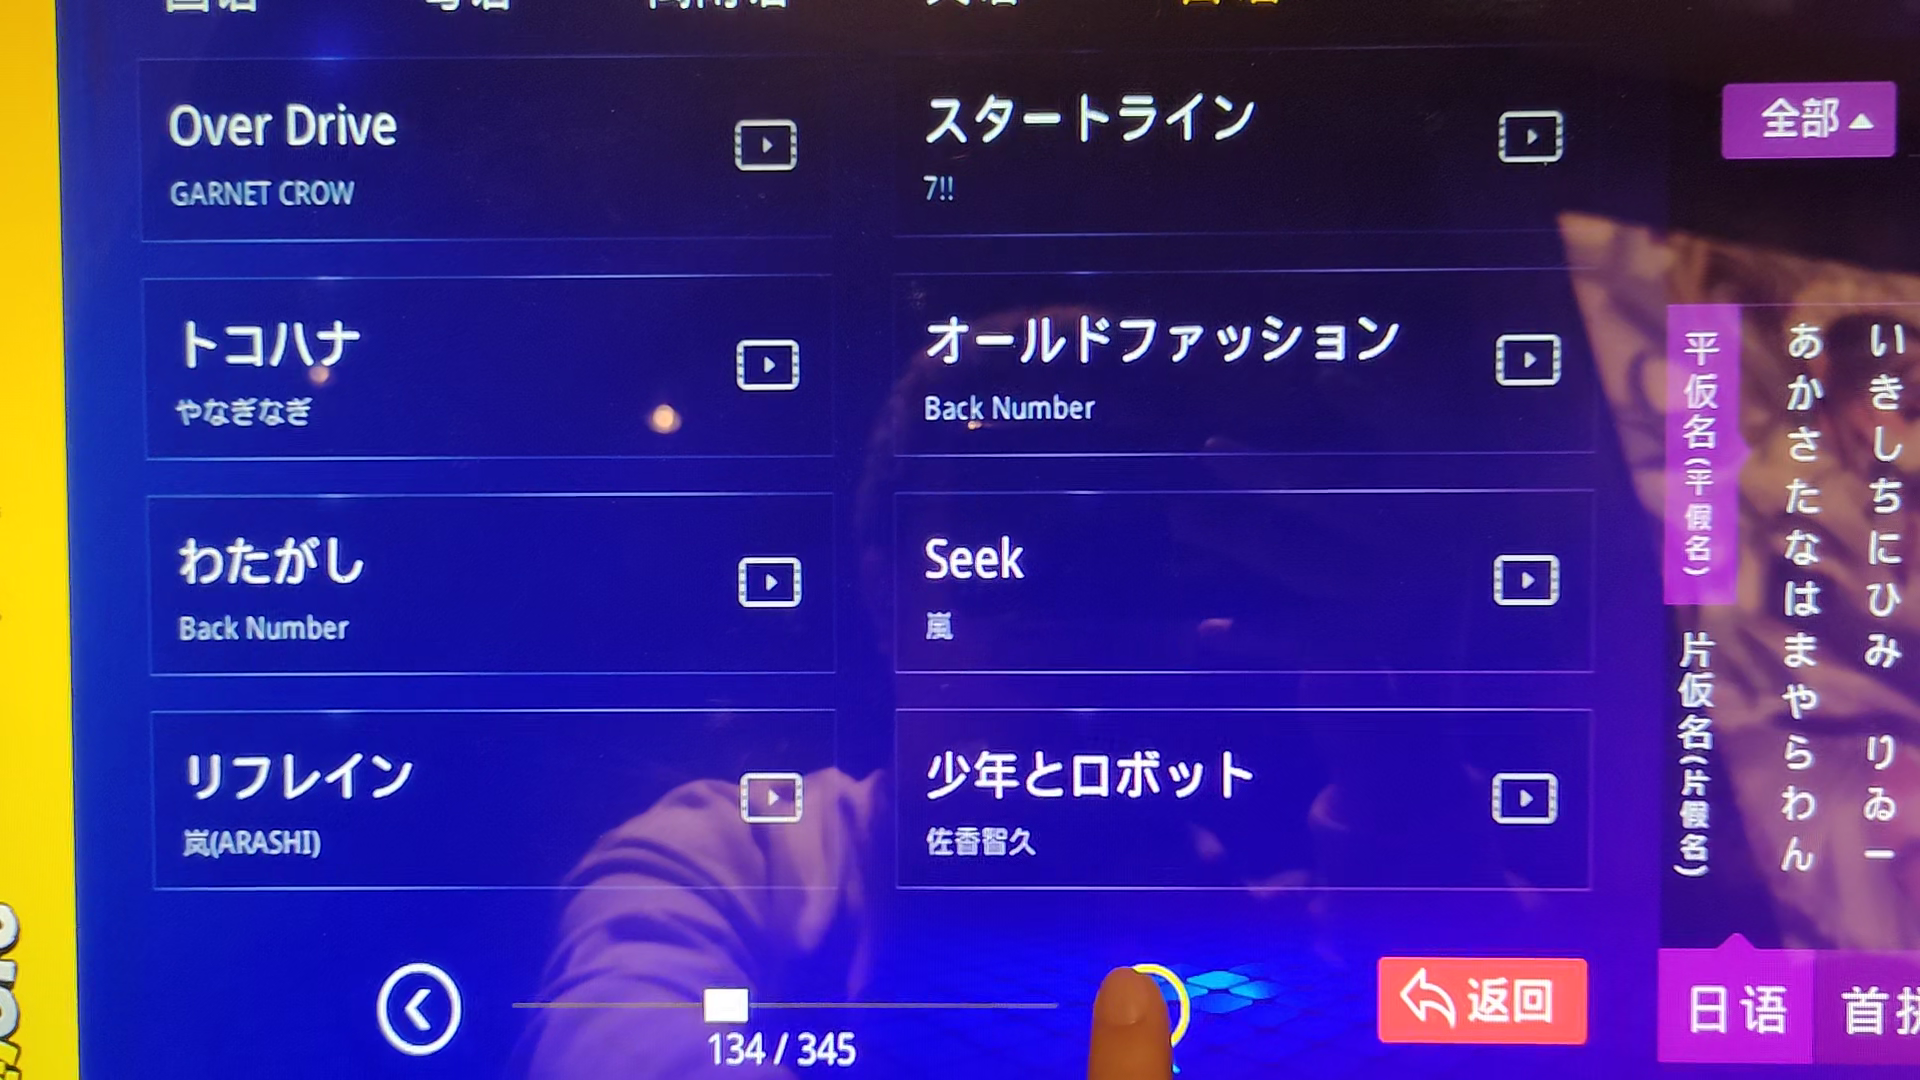 Over Drive
GARNET CROW
スタートライン
7!!
トコハナ
やなぎなぎ
オールドファッション
Back Number
わたがし
Back Number
Seek
嵐
リフレイン
岚(ARASHI)
少年とロボット
佐香智久
134 / 345
返回
全部
平仮名(平假名)
片仮名(片假名)
あかさたなはまやらわん
いきしちにひみ りゐー
日语
首拼